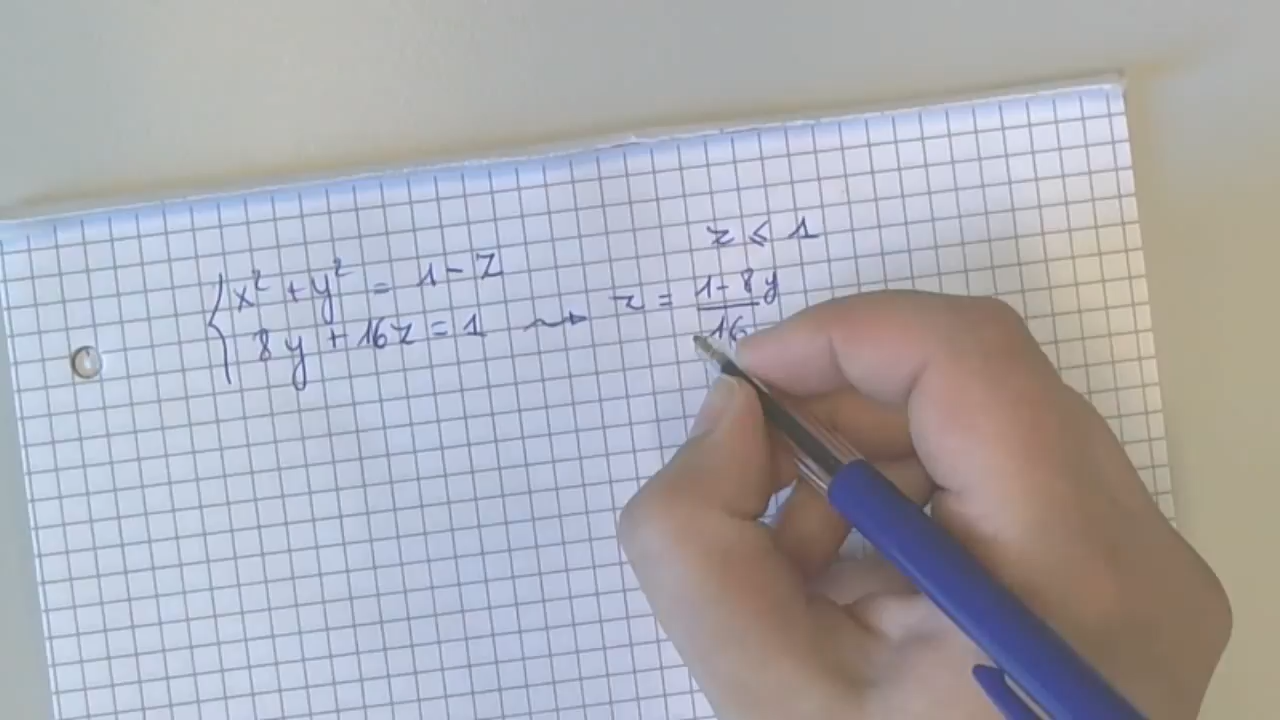 z ≤ 1
x² + y² = 1 - z
8y + 16z = 1 ⇝ z = (1 - 8y)/16